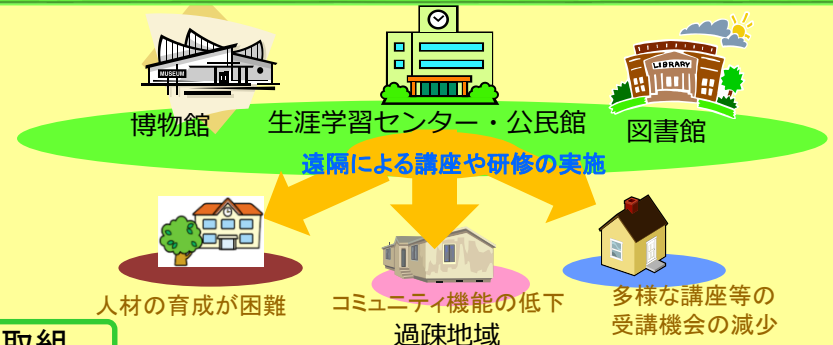 MUSEUM
LIBRARY
博物館
生涯学習センター・公民館
図書館
遠隔による講座や研修の実施
人材の育成が困難
コミュニティ機能の低下
多様な講座等の
受講機会の減少
過疎地域
取組